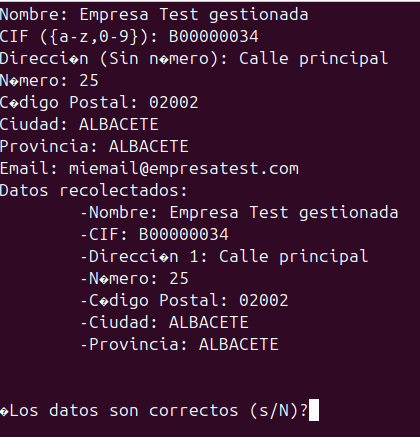 Nombre: Empresa Test gestionada
CIF ({a-z,0-9}): B00000034
Direcci�n (Sin n�mero): Calle principal
N�mero: 25
C�digo Postal: 02002
Ciudad: ALBACETE
Provincia: ALBACETE
Email: miemail@empresatest.com
Datos recolectados:
-Nombre: Empresa Test gestionada
-CIF: B00000034
-Direcci�n 1: Calle principal
-N�mero: 25
-C�digo Postal: 02002
-Ciudad: ALBACETE
-Provincia: ALBACETE
�Los datos son correctos (s/N)?